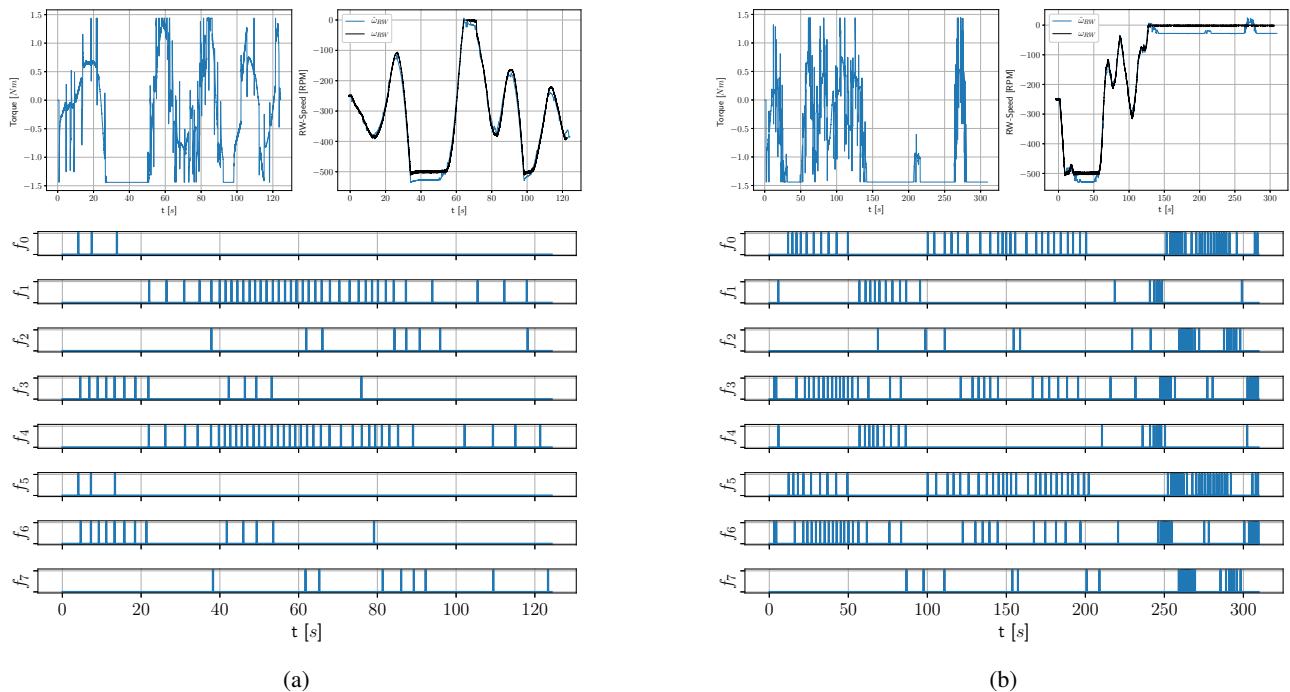 1.5
1.0
0.5
0.0
−0.5
−1.0
−1.5
Torque [Nm]
0 20 40 60 80 100 120
t [s]
0
−100
−200
−300
−400
−500
RW-Speed [RPM]
ω̂RW
ωRW
0 20 40 60 80 100 120
t [s]
f0
f1
f2
f3
f4
f5
f6
f7
0 20 40 60 80 100 120
t [s]
(a)
1.5
1.0
0.5
0.0
−0.5
−1.0
−1.5
Torque [Nm]
0 50 100 150 200 250 300
t [s]
0
−100
−200
−300
−400
−500
RW-Speed [RPM]
ω̂RW
ωRW
0 50 100 150 200 250 300
t [s]
f0
f1
f2
f3
f4
f5
f6
f7
0 50 100 150 200 250 300
t [s]
(b)